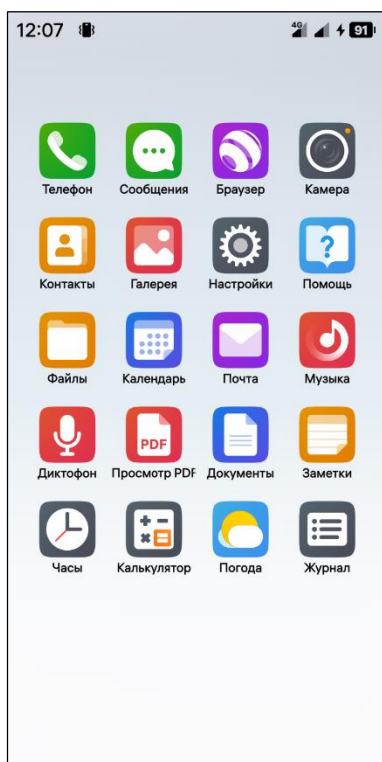 12:07 4G 91
Телефон Сообщения Браузер Камера
Контакты Галерея Настройки Помощь
Файлы Календарь Почта Музыка
PDF
Диктофон Просмотр PDF Документы Заметки
Часы Калькулятор Погода Журнал